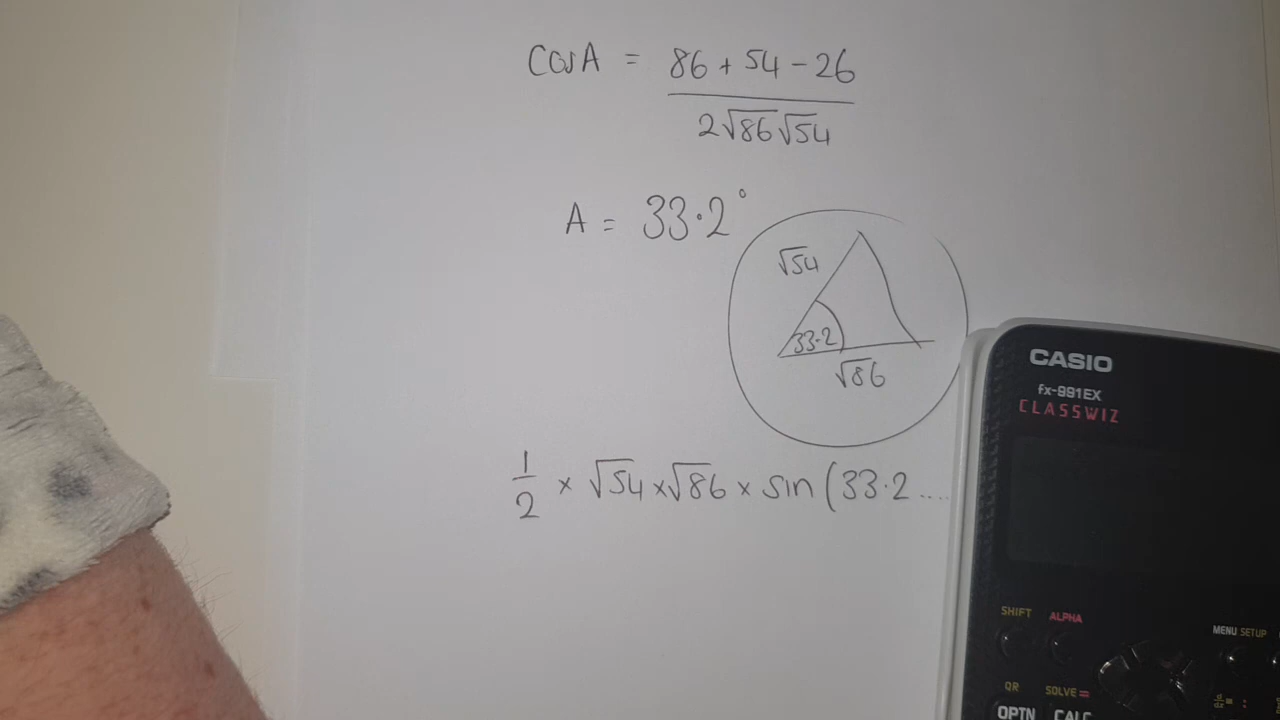 cosA = 86 + 54 - 26
2√86√54
A = 33.2°
√54
33.2
√86
1/2 × √54 × √86 × sin(33.2....
CASIO
fx-991EX
CLASSWIZ
SHIFT ALPHA
MENU SETUP
QR SOLVE =
OPTN CALC